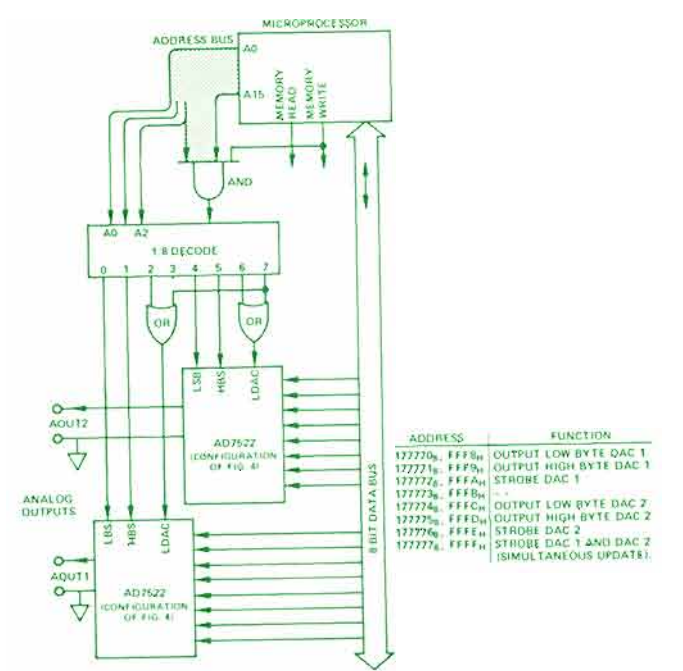 MICROPROCESSOR
ADDRESS BUS
A0
A15
MEMORY READ
MEMORY WRITE
AND
A0 A2
1:8 DECODE
0 1 2 3 4 5 6 7
OR OR
LSB HBS LDAC
AOUT2
AD7522
(CONFIGURATION
OF FIG. 4)
8 BIT DATA BUS
ADDRESS FUNCTION
177770₈, FFF8H OUTPUT LOW BYTE DAC 1
177771₈, FFF9H OUTPUT HIGH BYTE DAC 1
177772₈, FFFAH STROBE DAC 1
177773₈, FFFBH - -
177774₈, FFFCH OUTPUT LOW BYTE DAC 2
177775₈, FFFDH OUTPUT HIGH BYTE DAC 2
177776₈, FFFEH STROBE DAC 2
177777₈, FFFFH STROBE DAC 1 AND DAC 2
(SIMULTANEOUS UPDATE).
ANALOG
OUTPUTS
LBS HBS LDAC
AOUT1
AD7522
(CONFIGURATION
OF FIG. 4)